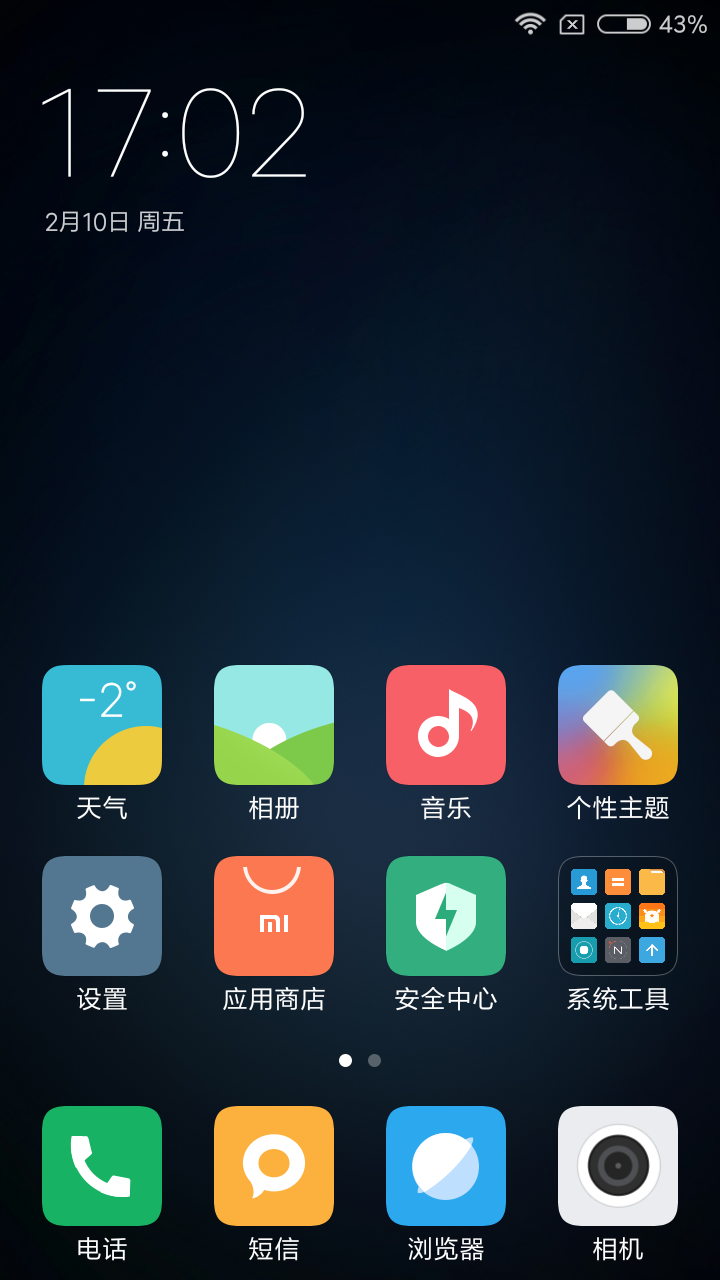 43%
17:02
2月10日 周五
-2°
天气 相册 音乐 个性主题
mi
设置 应用商店 安全中心 系统工具
电话 短信 浏览器 相机